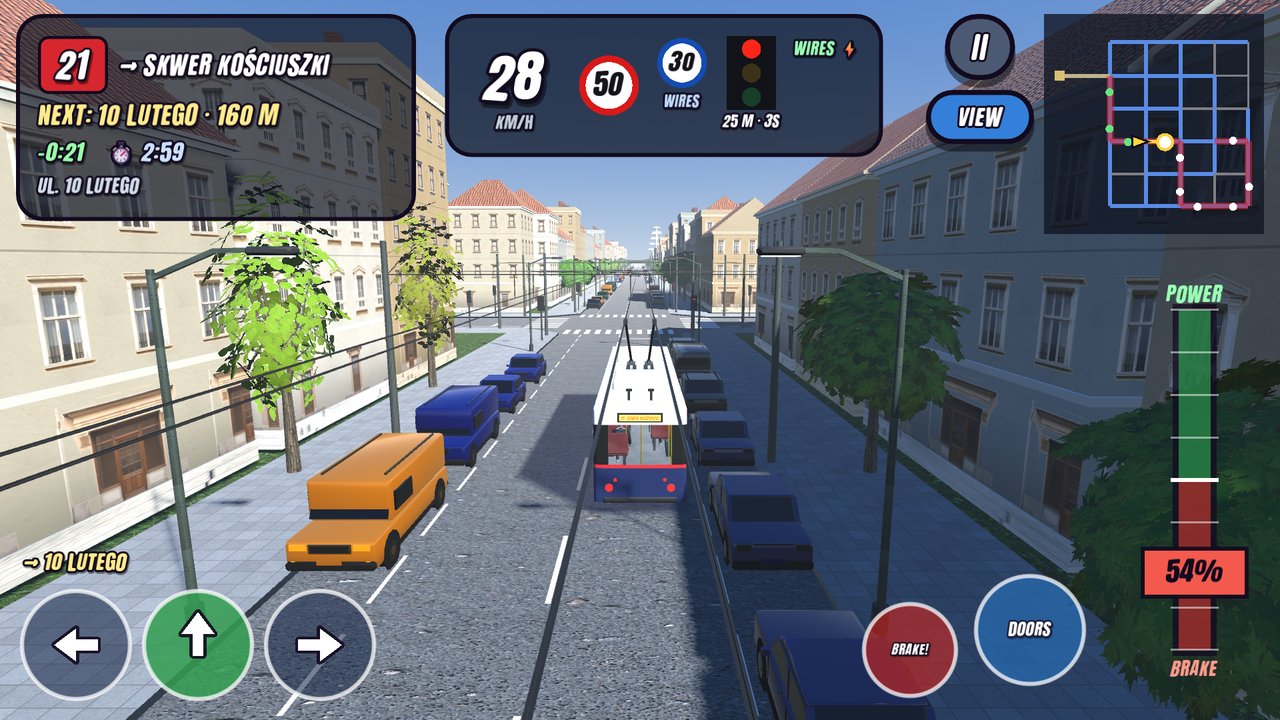 21 → SKWER KOŚCIUSZKI
NEXT: 10 LUTEGO · 160 M
-0:21 2:59
UL. 10 LUTEGO
28
KM/H
50
30
WIRES
25 M · 3S
WIRES
VIEW
POWER
54%
BRAKE
→ 10 LUTEGO
BRAKE!
DOORS